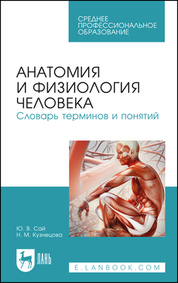 СРЕДНЕЕ
ПРОФЕССИОНАЛЬНОЕ
ОБРАЗОВАНИЕ
АНАТОМИЯ
И ФИЗИОЛОГИЯ
ЧЕЛОВЕКА
Словарь терминов и понятий
Ю. В. Сай
Н. М. Кузнецова
ЛАНЬ
E.LANBOOK.COM